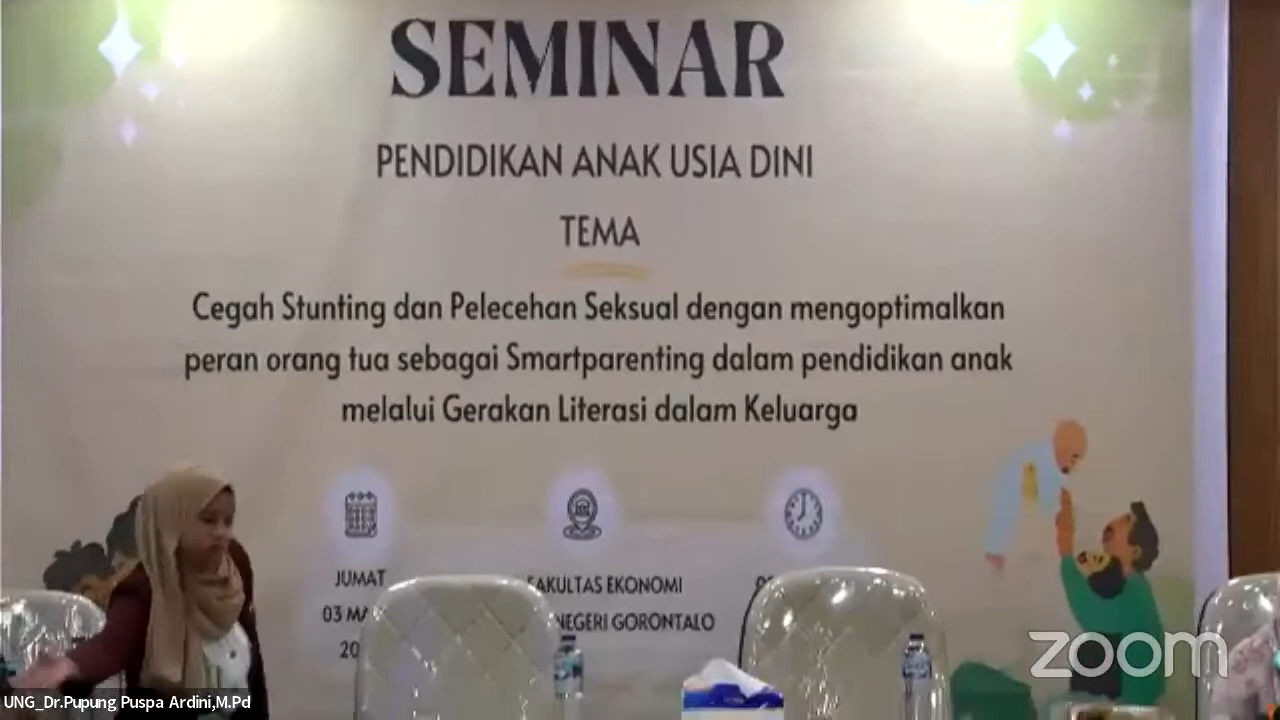 SEMINAR
PENDIDIKAN ANAK USIA DINI
TEMA
Cegah Stunting dan Pelecehan Seksual dengan mengoptimalkan
peran orang tua sebagai Smartparenting dalam pendidikan anak
melalui Gerakan Literasi dalam Keluarga
JUMAT
03
FAKULTAS EKONOMI
NEGERI GORONTALO
zoom
UNG_Dr.Pupung Puspa Ardini,M.Pd